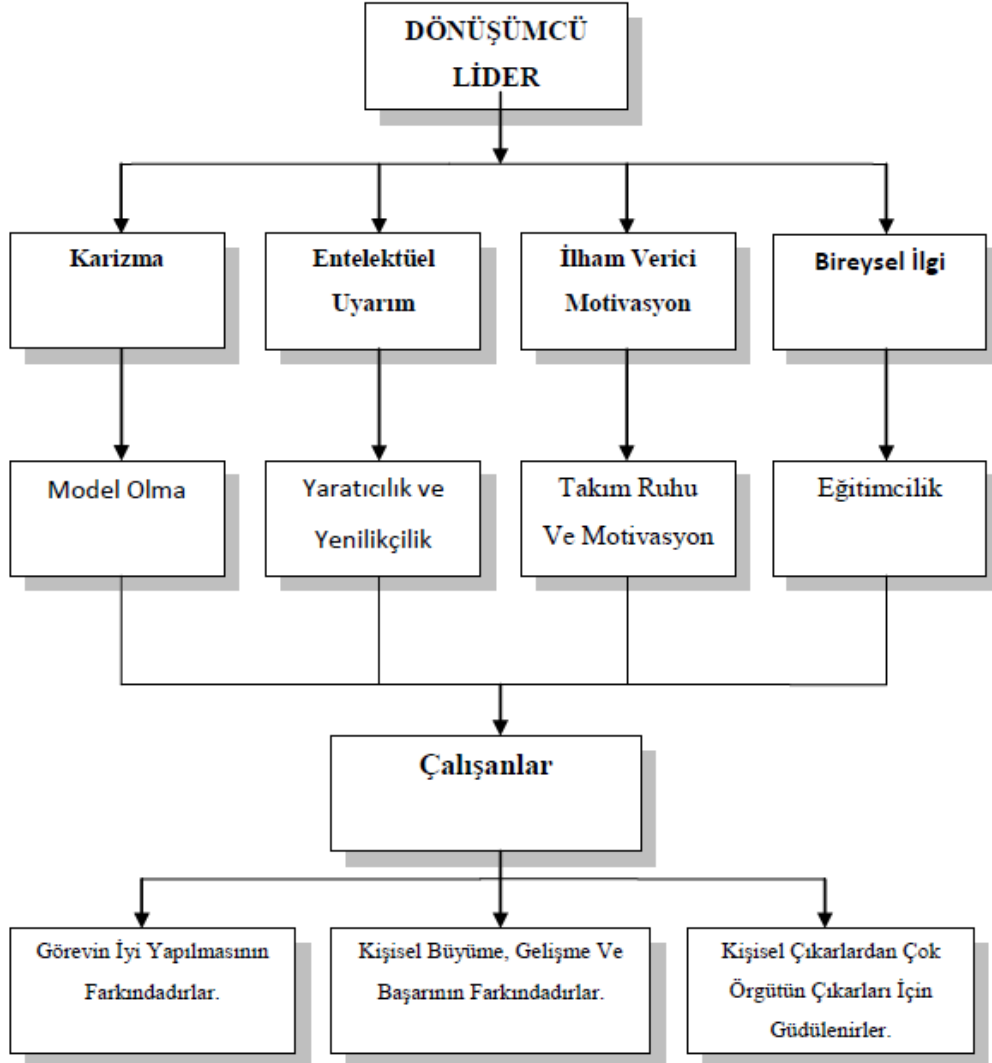 DÖNÜŞÜMCÜ
LİDER
Karizma
Entelektüel
Uyarım
İlham Verici
Motivasyon
Bireysel İlgi
Model Olma
Yaratıcılık ve
Yenilikçilik
Takım Ruhu
Ve Motivasyon
Eğitimcilik
Çalışanlar
Görevin İyi Yapılmasının
Farkındadırlar.
Kişisel Büyüme, Gelişme Ve
Başarının Farkındadırlar.
Kişisel Çıkarlardan Çok
Örgütün Çıkarları İçin
Güdülenirler.